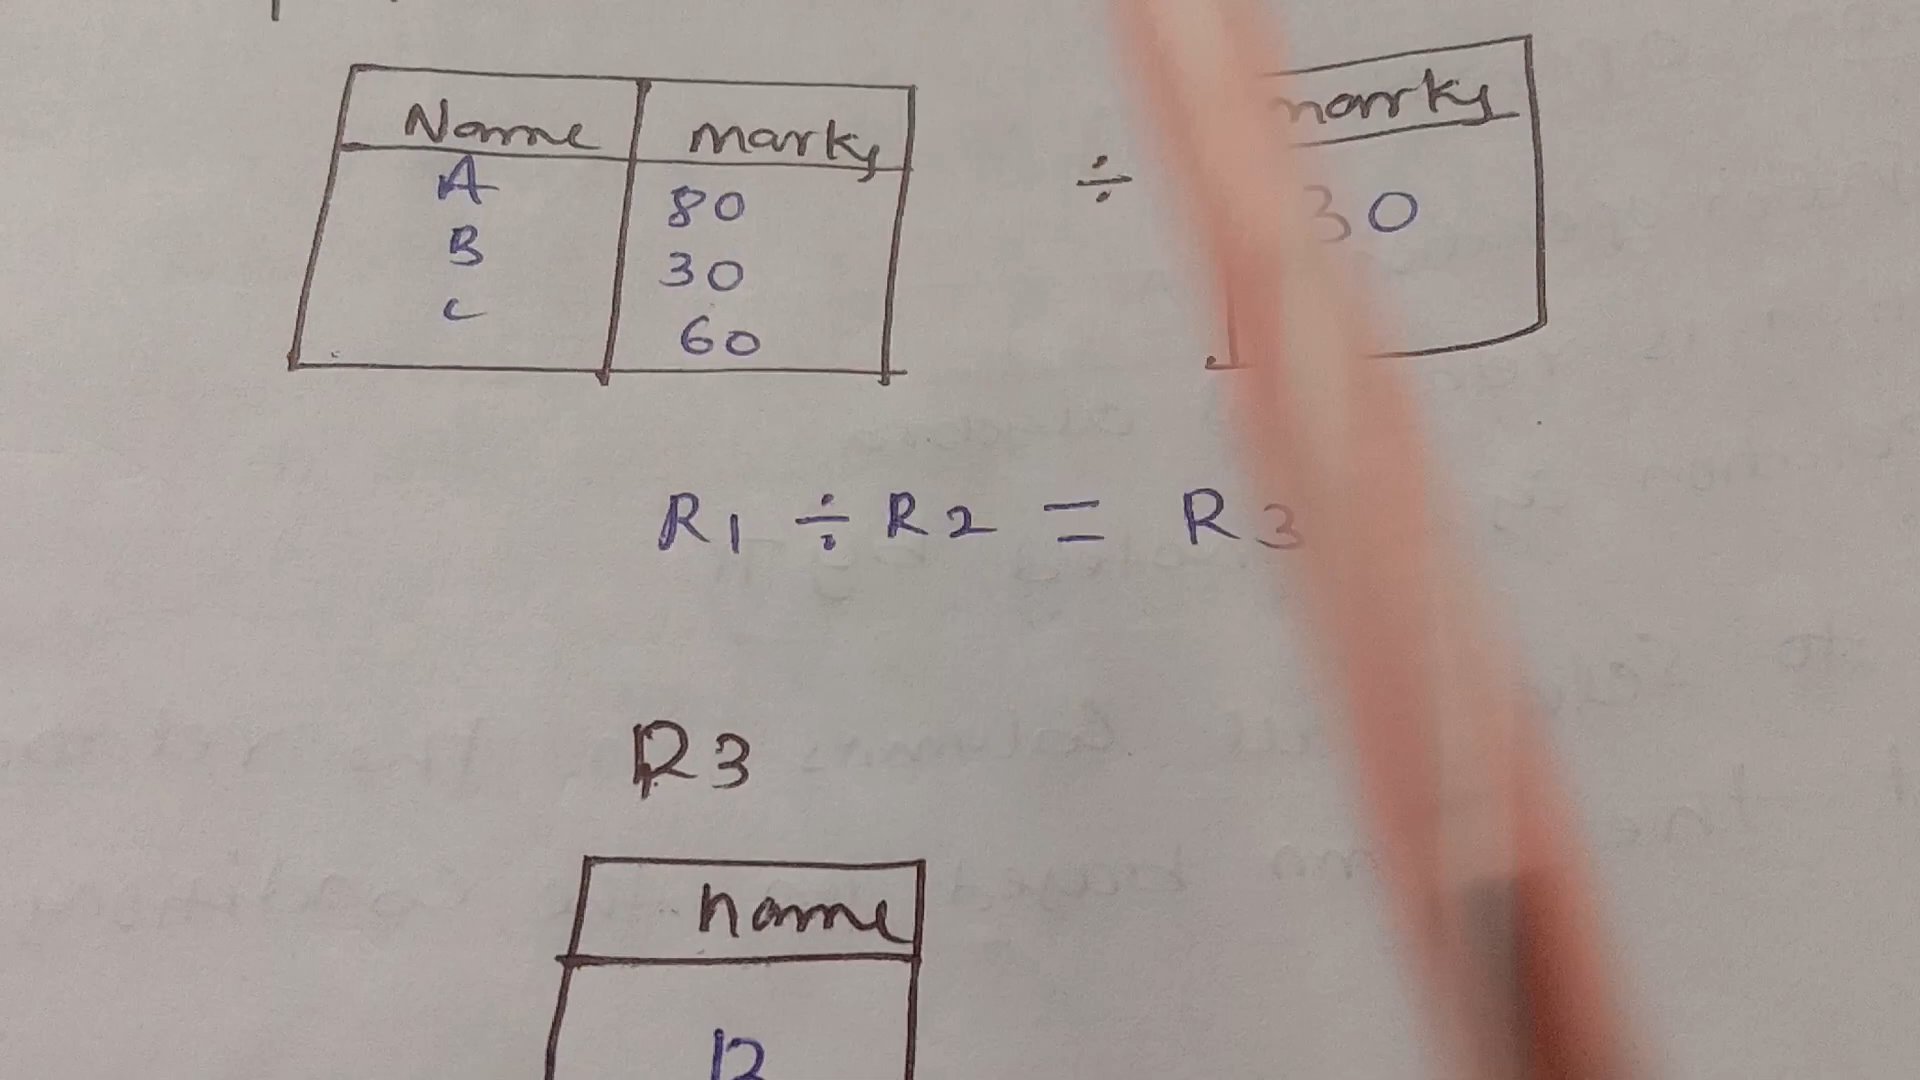 Name marks marks
A 80 ÷ 30
B 30
C 60
R1 ÷ R2 = R3
R3
name
B